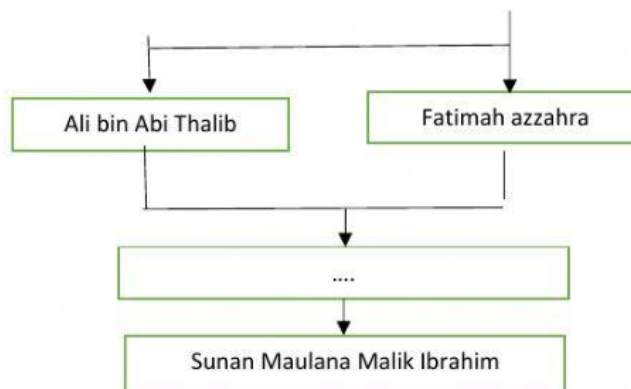 Ali bin Abi Thalib
Fatimah azzahra
....
Sunan Maulana Malik Ibrahim